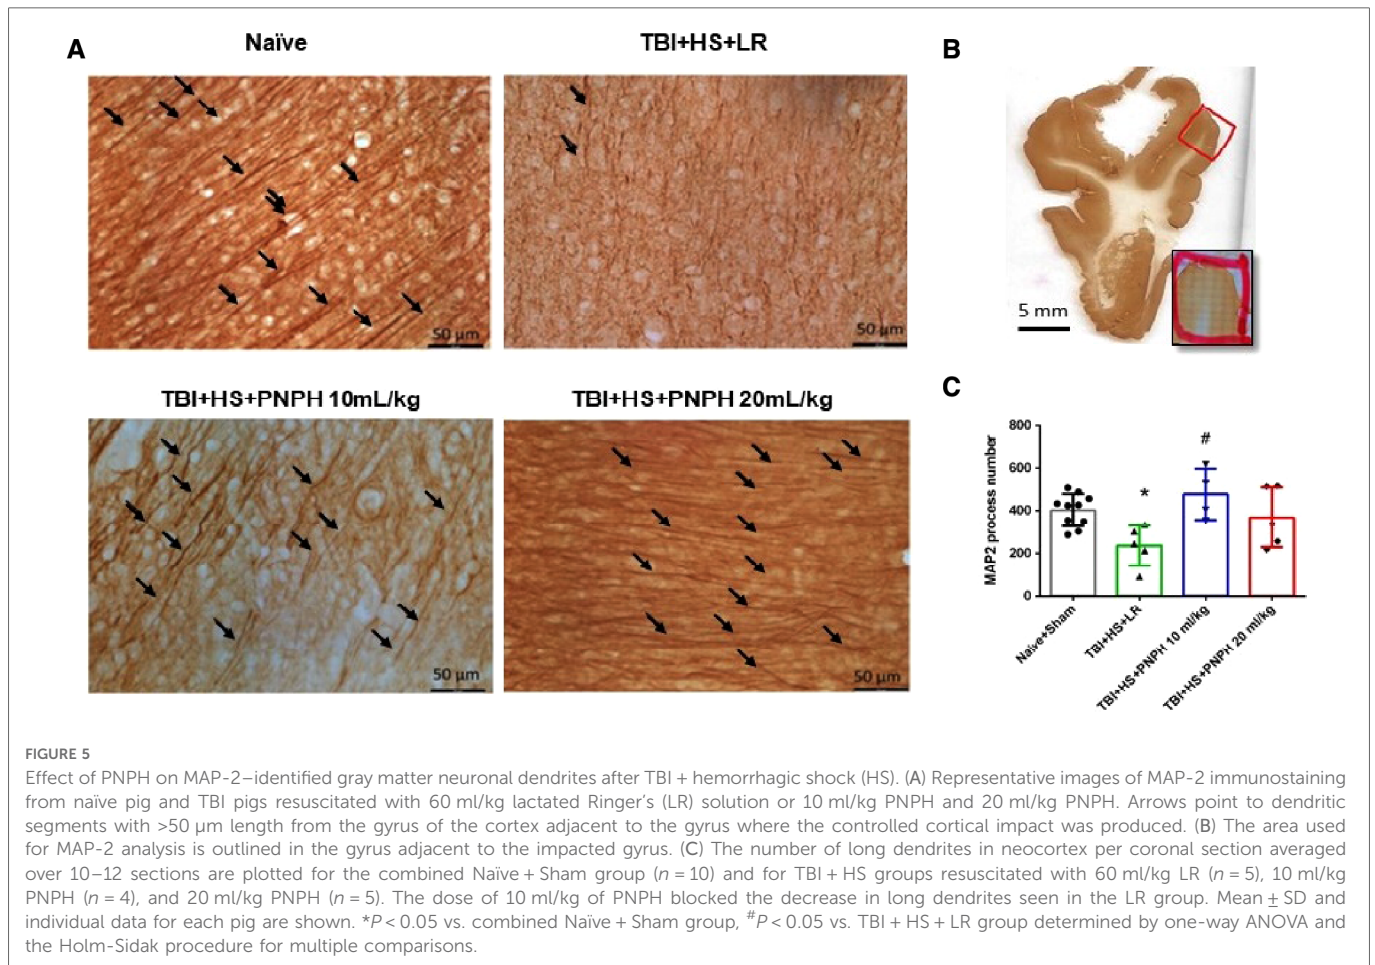 A
Naïve
TBI+HS+LR
B
50 µm
50 µm
5 mm
TBI+HS+PNPH 10mL/kg
TBI+HS+PNPH 20mL/kg
50 µm
50 µm
C
MAP2 process number
800
600
400
200
0
#
*
Naïve+Sham
TBI+HS+LR
TBI+HS+PNPH 10 ml/kg
TBI+HS+PNPH 20 ml/kg
FIGURE 5
Effect of PNPH on MAP-2–identified gray matter neuronal dendrites after TBI + hemorrhagic shock (HS). (A) Representative images of MAP-2 immunostaining
from naïve pig and TBI pigs resuscitated with 60 ml/kg lactated Ringer's (LR) solution or 10 ml/kg PNPH and 20 ml/kg PNPH. Arrows point to dendritic
segments with >50 µm length from the gyrus of the cortex adjacent to the gyrus where the controlled cortical impact was produced. (B) The area used
for MAP-2 analysis is outlined in the gyrus adjacent to the impacted gyrus. (C) The number of long dendrites in neocortex per coronal section averaged
over 10–12 sections are plotted for the combined Naïve + Sham group (n = 10) and for TBI + HS groups resuscitated with 60 ml/kg LR (n = 5), 10 ml/kg
PNPH (n = 4), and 20 ml/kg PNPH (n = 5). The dose of 10 ml/kg of PNPH blocked the decrease in long dendrites seen in the LR group. Mean ± SD and
individual data for each pig are shown. *P < 0.05 vs. combined Naïve + Sham group, #P < 0.05 vs. TBI + HS + LR group determined by one-way ANOVA and
the Holm-Sidak procedure for multiple comparisons.